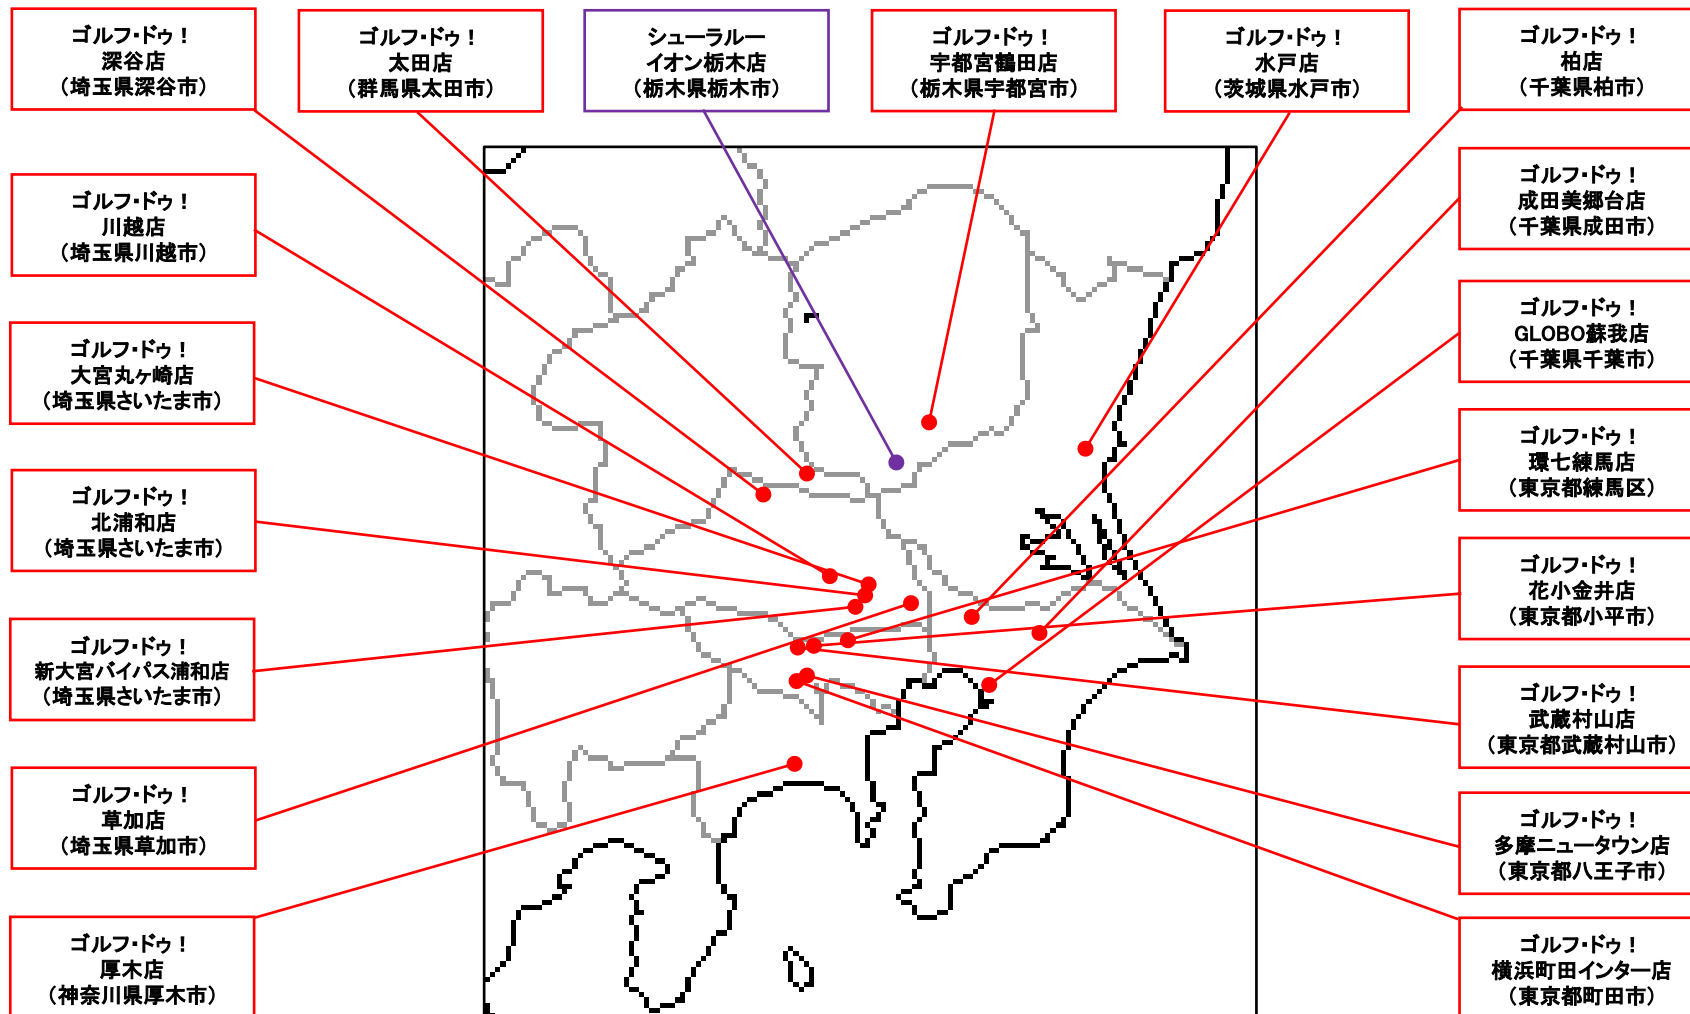 ゴルフ・ドゥ！
深谷店
（埼玉県深谷市）
ゴルフ・ドゥ！
太田店
（群馬県太田市）
シューラルー
イオン栃木店
（栃木県栃木市）
ゴルフ・ドゥ！
宇都宮鶴田店
（栃木県宇都宮市）
ゴルフ・ドゥ！
水戸店
（茨城県水戸市）
ゴルフ・ドゥ！
柏店
（千葉県柏市）
ゴルフ・ドゥ！
川越店
（埼玉県川越市）
ゴルフ・ドゥ！
大宮丸ヶ崎店
（埼玉県さいたま市）
ゴルフ・ドゥ！
北浦和店
（埼玉県さいたま市）
ゴルフ・ドゥ！
新大宮バイパス浦和店
（埼玉県さいたま市）
ゴルフ・ドゥ！
草加店
（埼玉県草加市）
ゴルフ・ドゥ！
厚木店
（神奈川県厚木市）
ゴルフ・ドゥ！
成田美郷台店
（千葉県成田市）
ゴルフ・ドゥ！
GLOBO蘇我店
（千葉県千葉市）
ゴルフ・ドゥ！
環七練馬店
（東京都練馬区）
ゴルフ・ドゥ！
花小金井店
（東京都小平市）
ゴルフ・ドゥ！
武蔵村山店
（東京都武蔵村山市）
ゴルフ・ドゥ！
多摩ニュータウン店
（東京都八王子市）
ゴルフ・ドゥ！
横浜町田インター店
（東京都町田市）